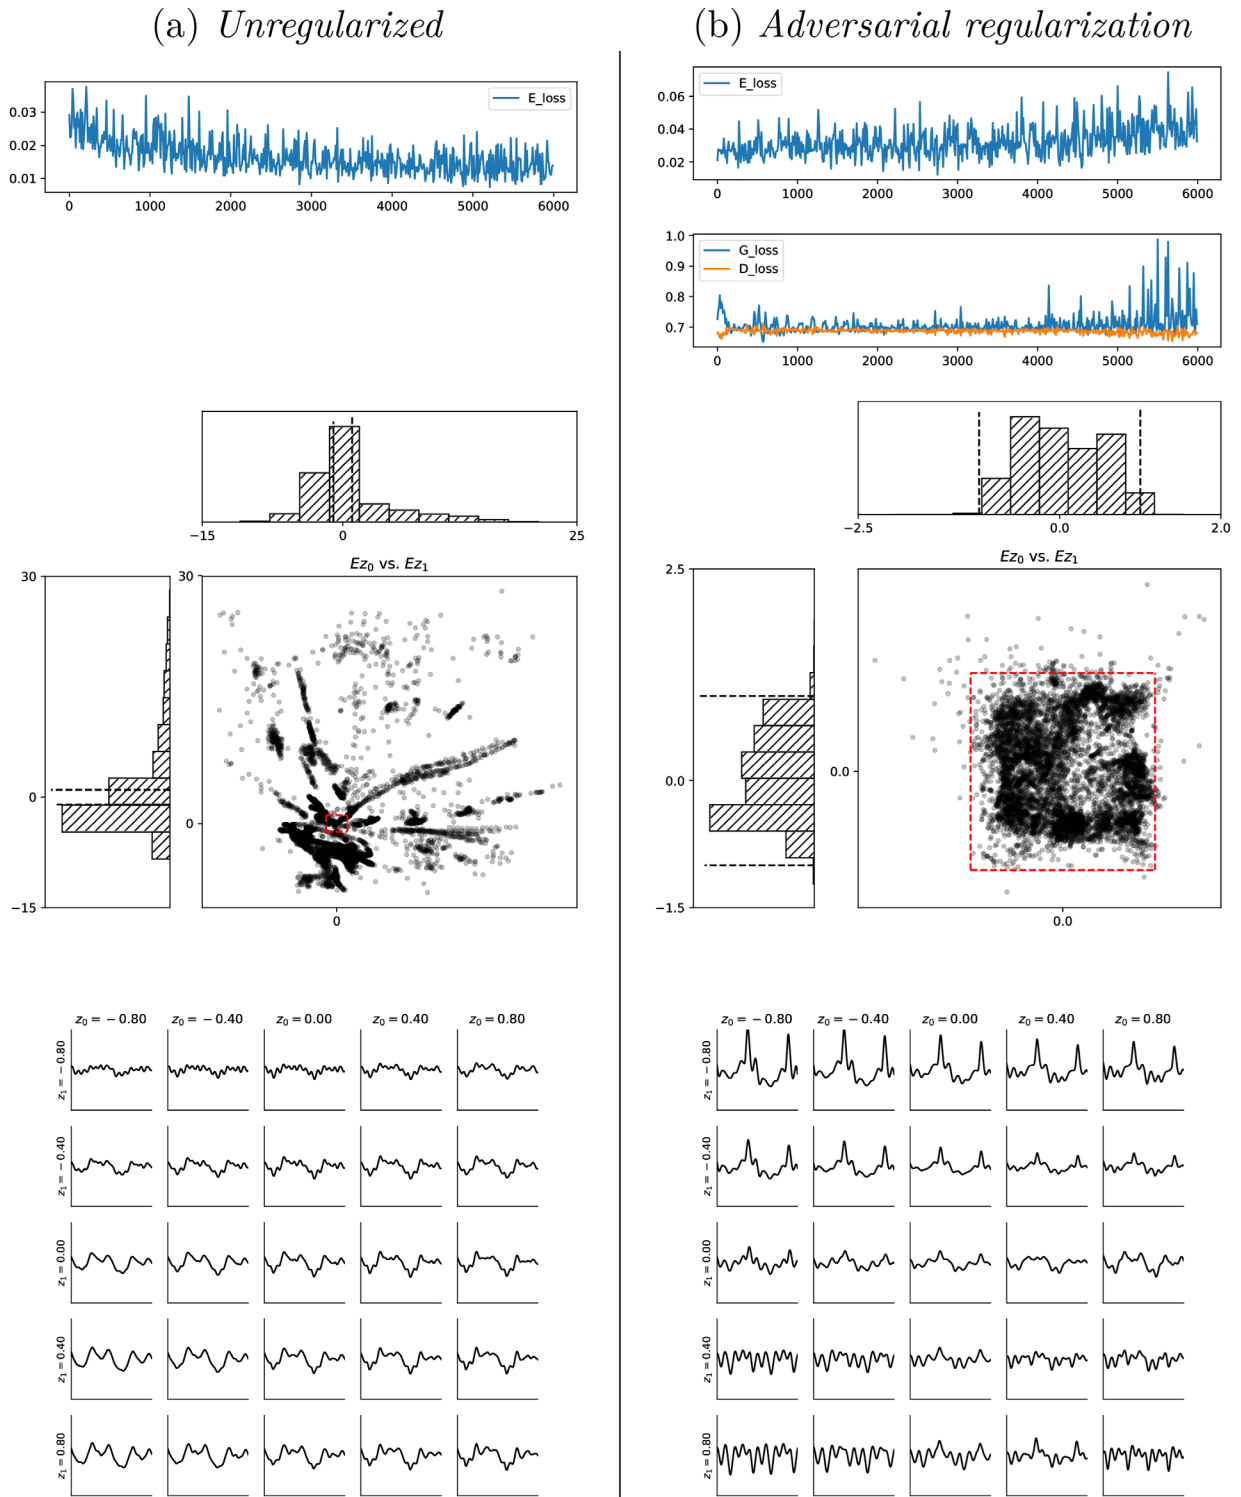 (a) Unregularized
E_loss
0.03
0.02
0.01
0 1000 2000 3000 4000 5000 6000
−15 0 25
Ez₀ vs. Ez₁
30
0
−15
30
0
0
z₀ = −0.80 z₀ = −0.40 z₀ = 0.00 z₀ = 0.40 z₀ = 0.80
z₁ = −0.80
z₁ = −0.40
z₁ = 0.00
z₁ = 0.40
z₁ = 0.80
(b) Adversarial regularization
E_loss
0.06
0.04
0.02
0 1000 2000 3000 4000 5000 6000
G_loss
D_loss
1.0
0.9
0.8
0.7
0 1000 2000 3000 4000 5000 6000
−2.5 0.0 2.0
Ez₀ vs. Ez₁
2.5
0.0
−1.5
0.0
0.0
z₀ = −0.80 z₀ = −0.40 z₀ = 0.00 z₀ = 0.40 z₀ = 0.80
z₁ = −0.80
z₁ = −0.40
z₁ = 0.00
z₁ = 0.40
z₁ = 0.80